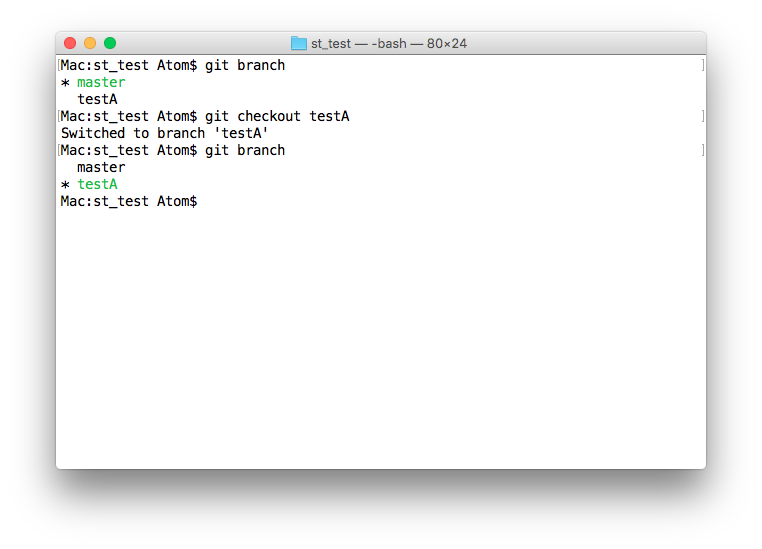 st_test — -bash — 80×24
[Mac:st_test Atom$ git branch ]
* master
  testA
[Mac:st_test Atom$ git checkout testA ]
Switched to branch 'testA'
[Mac:st_test Atom$ git branch ]
  master
* testA
Mac:st_test Atom$